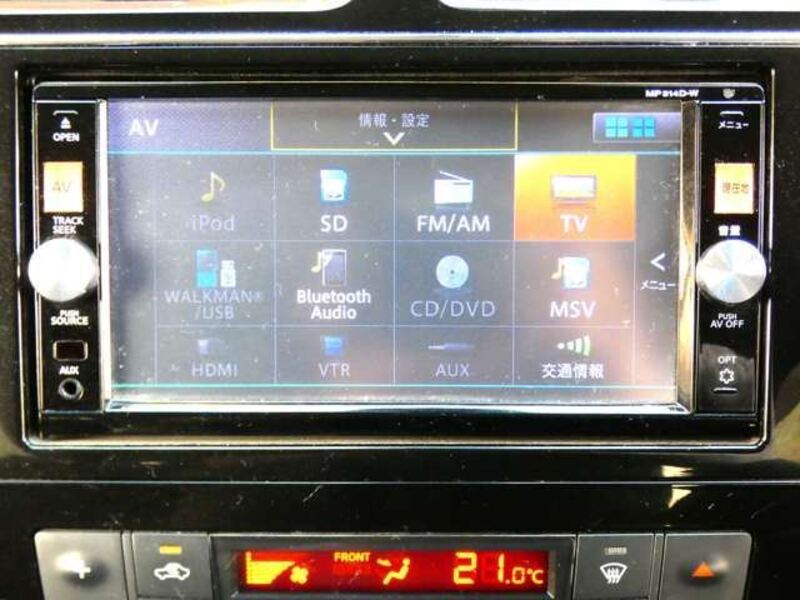 MP314D-W
OPEN
AV
情報・設定
メニュー
AV
現在地
iPod
SD
FM/AM
TV
TRACK
SEEK
音量
WALKMAN®
/USB
Bluetooth
Audio
CD/DVD
MSV
メニュー
PUSH
SOURCE
PUSH
AV OFF
HDMI
VTR
AUX
交通情報
AUX
OPT
FRONT
21.0℃